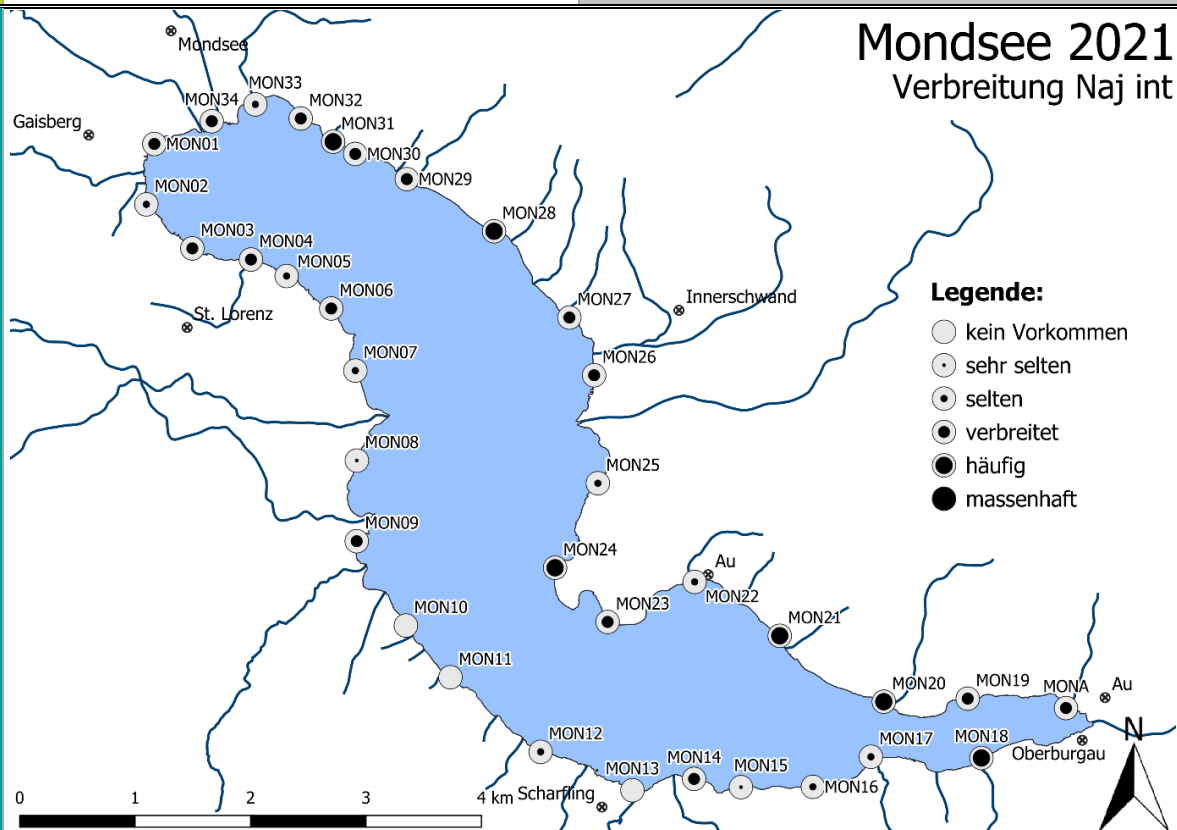 Mondsee 2021
Verbreitung Naj int
Mondsee
MON33
MON34
MON32
Gaisberg
MON31
MON01
MON30
MON29
MON02
MON28
MON03
MON04
MON05
MON06
Innerschwand
St. Lorenz
MON27
MON07
MON26
MON08
MON25
MON09
MON24
Au
MON22
MON10
MON23
MON21
MON11
MON20
MON19
MONA
Au
MON12
MON17
MON18
Oberburgau
N
MON13
MON14
MON15
MON16
Scharfling
Legende:
kein Vorkommen
sehr selten
selten
verbreitet
häufig
massenhaft
0 1 2 3 4 km